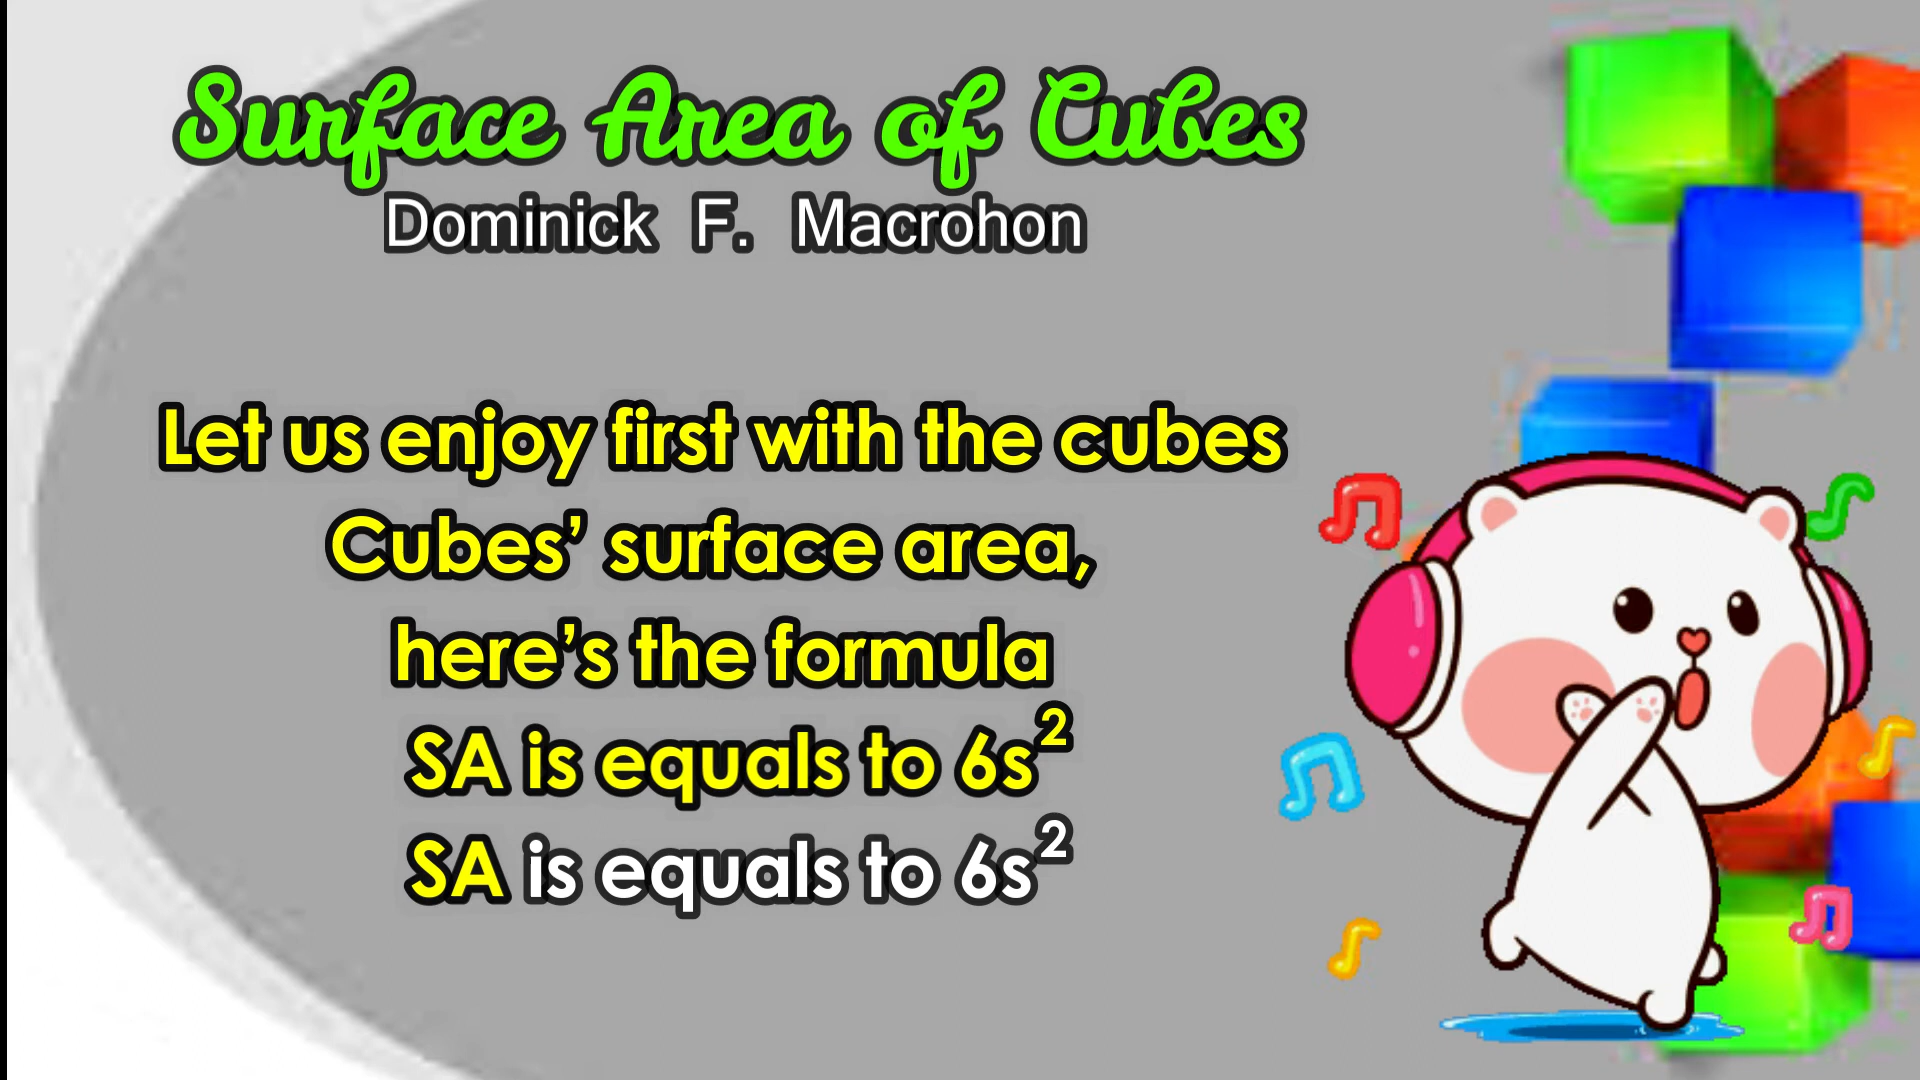 Surface Area of Cubes
Dominick F. Macrohon
Let us enjoy first with the cubes
Cubes’ surface area,
here’s the formula
SA is equals to 6s²
SA is equals to 6s²